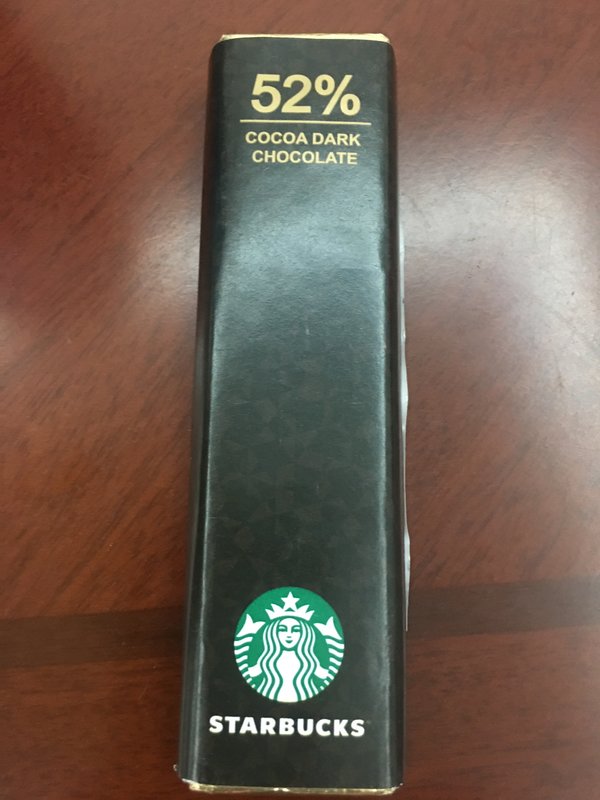 52%
COCOA DARK
CHOCOLATE
STARBUCKS